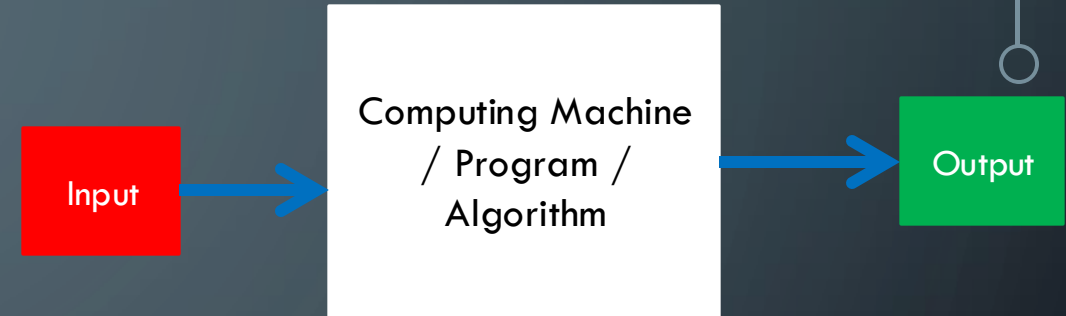 Input
Computing Machine
/ Program /
Algorithm
Output